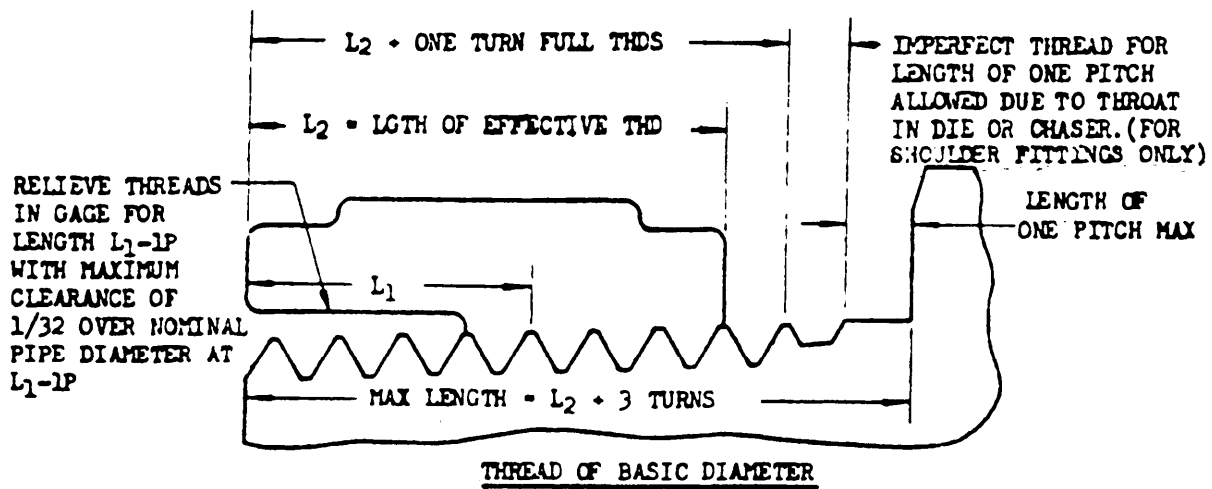 L2 + ONE TURN FULL THDS
IMPERFECT THREAD FOR
LENGTH OF ONE PITCH
ALLOWED DUE TO THROAT
IN DIE OR CHASER.(FOR
SHOULDER FITTINGS ONLY)
L2 = LGTH OF EFFECTIVE THD
RELIEVE THREADS
IN GAGE FOR
LENGTH L1-1P
WITH MAXIMUM
CLEARANCE OF
1/32 OVER NOMINAL
PIPE DIAMETER AT
L1-1P
LENGTH OF
ONE PITCH MAX
L1
MAX LENGTH = L2 + 3 TURNS
THREAD OF BASIC DIAMETER